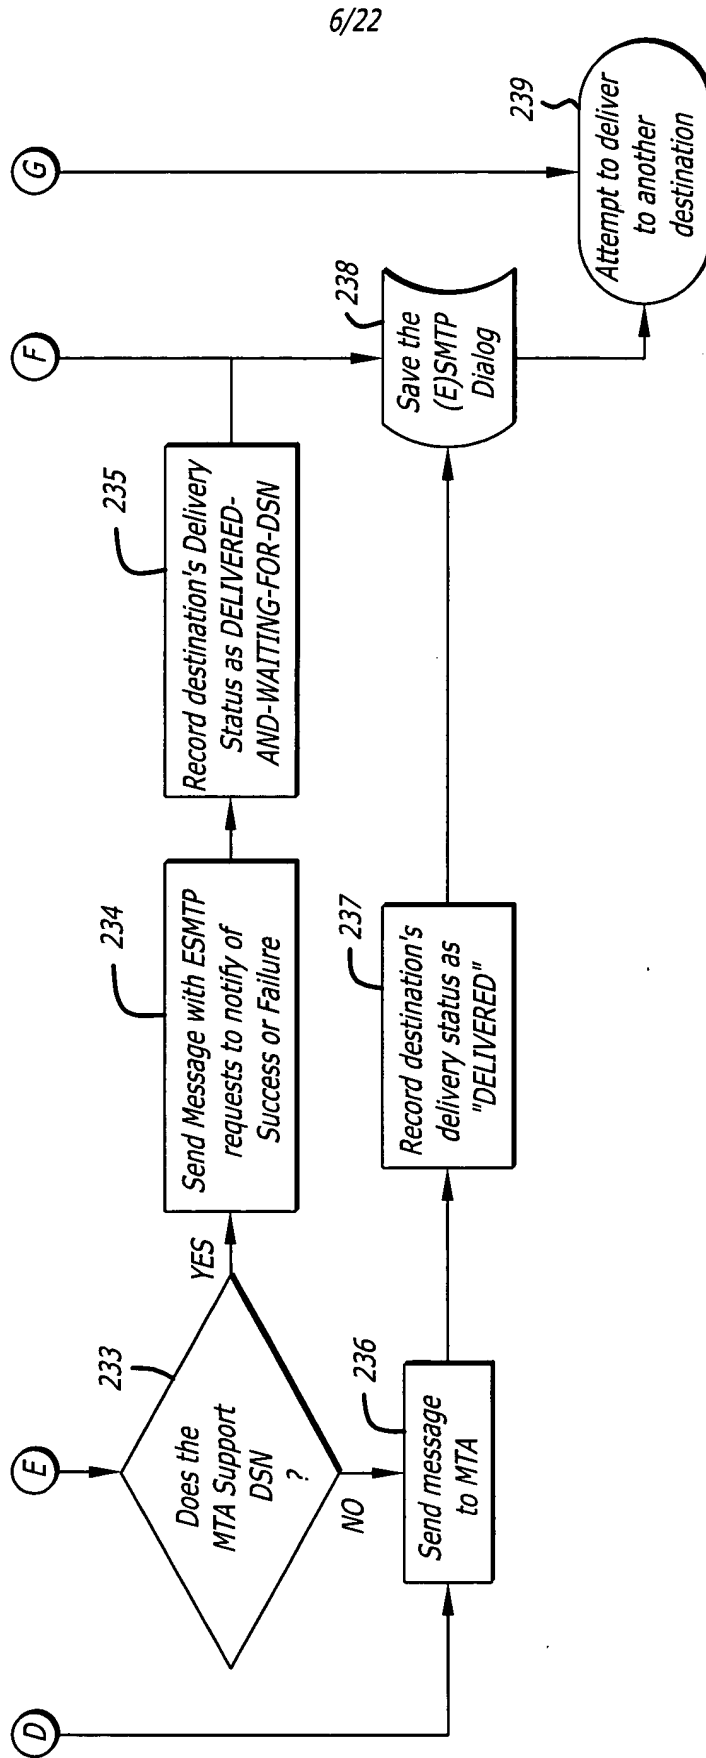 6/22
D
E
F
G
233
Does the
MTA Support
DSN
?
YES
NO
234
Send Message with ESMTP
requests to notify of
Success or Failure
235
Record destination's Delivery
Status as DELIVERED-
AND-WAITING-FOR-DSN
236
Send message
to MTA
237
Record destination's
delivery status as
"DELIVERED"
238
Save the
(E)SMTP
Dialog
239
Attempt to deliver
to another
destination